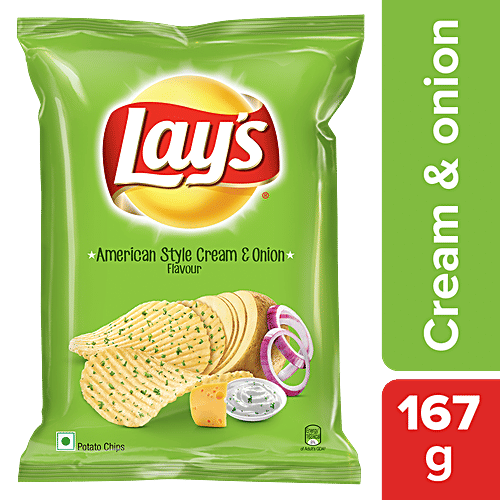 Lay's
®
American Style Cream & Onion
Flavour
Potato Chips
Cream & onion
167
g